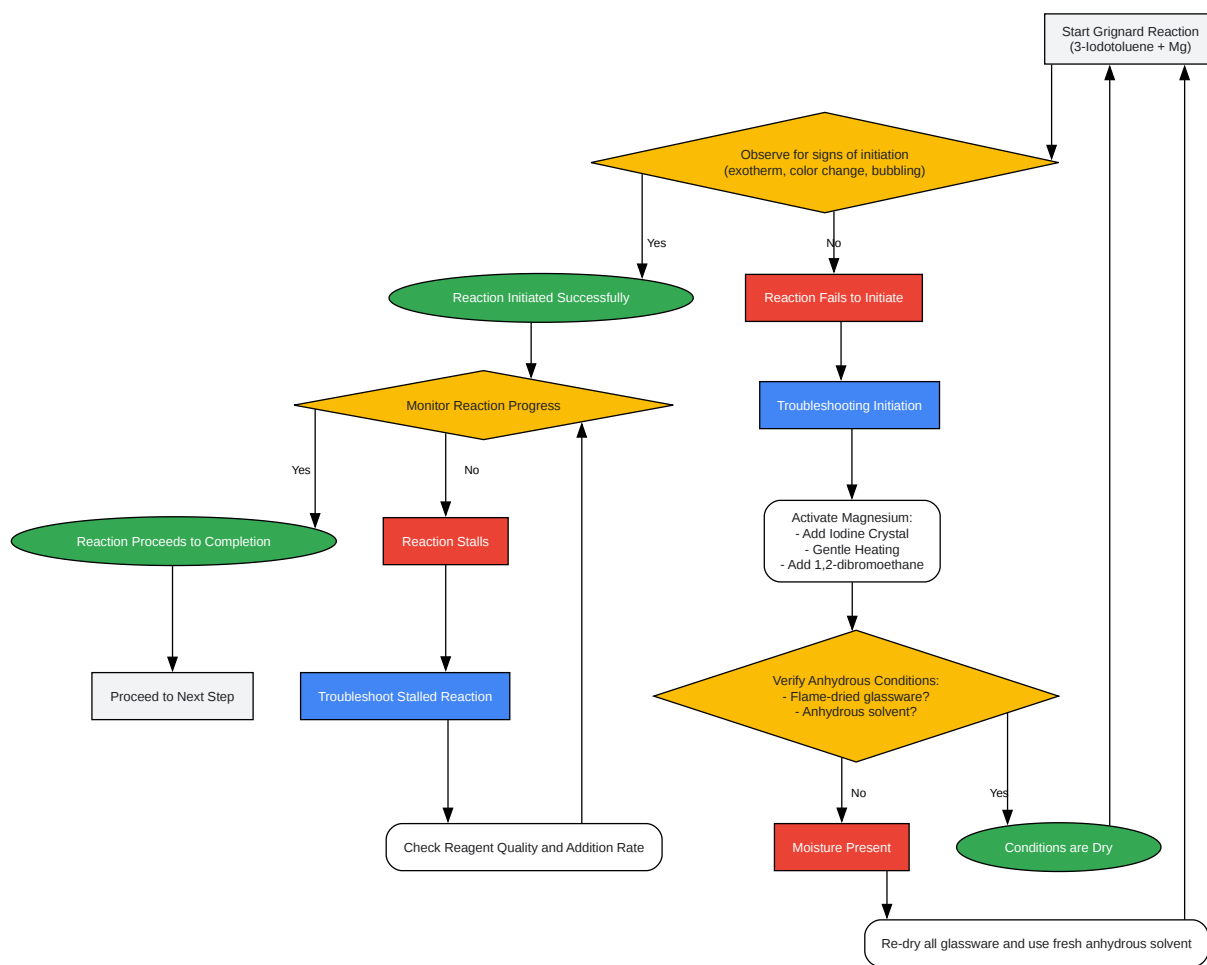 Start Grignard Reaction
(3-Iodotoluene + Mg)
Observe for signs of initiation
(exotherm, color change, bubbling)
Yes
No
Reaction Initiated Successfully
Reaction Fails to Initiate
Monitor Reaction Progress
Troubleshooting Initiation
Yes
No
Activate Magnesium:
- Add Iodine Crystal
- Gentle Heating
- Add 1,2-dibromoethane
Reaction Proceeds to Completion
Reaction Stalls
Proceed to Next Step
Troubleshoot Stalled Reaction
Verify Anhydrous Conditions:
- Flame-dried glassware?
- Anhydrous solvent?
No
Yes
Check Reagent Quality and Addition Rate
Moisture Present
Conditions are Dry
Re-dry all glassware and use fresh anhydrous solvent